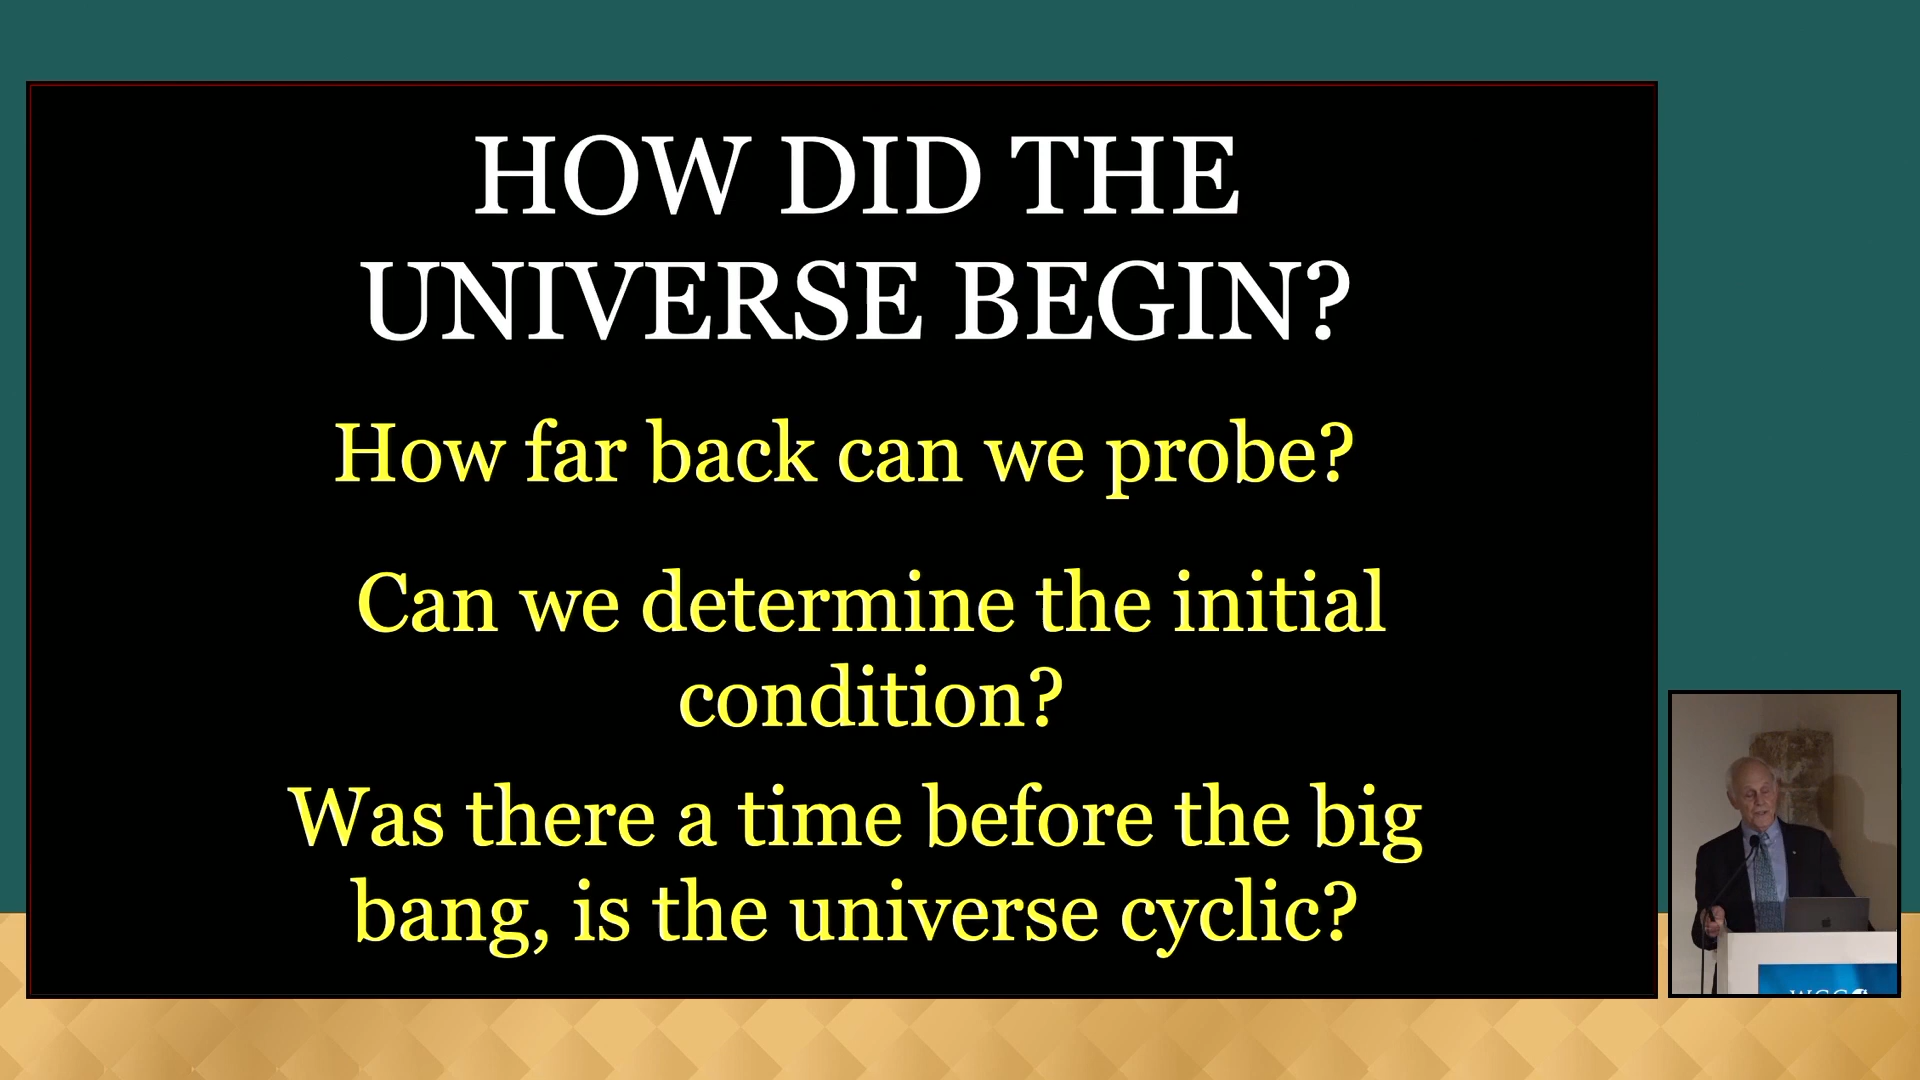 HOW DID THE
UNIVERSE BEGIN?
How far back can we probe?
Can we determine the initial
condition?
Was there a time before the big
bang, is the universe cyclic?